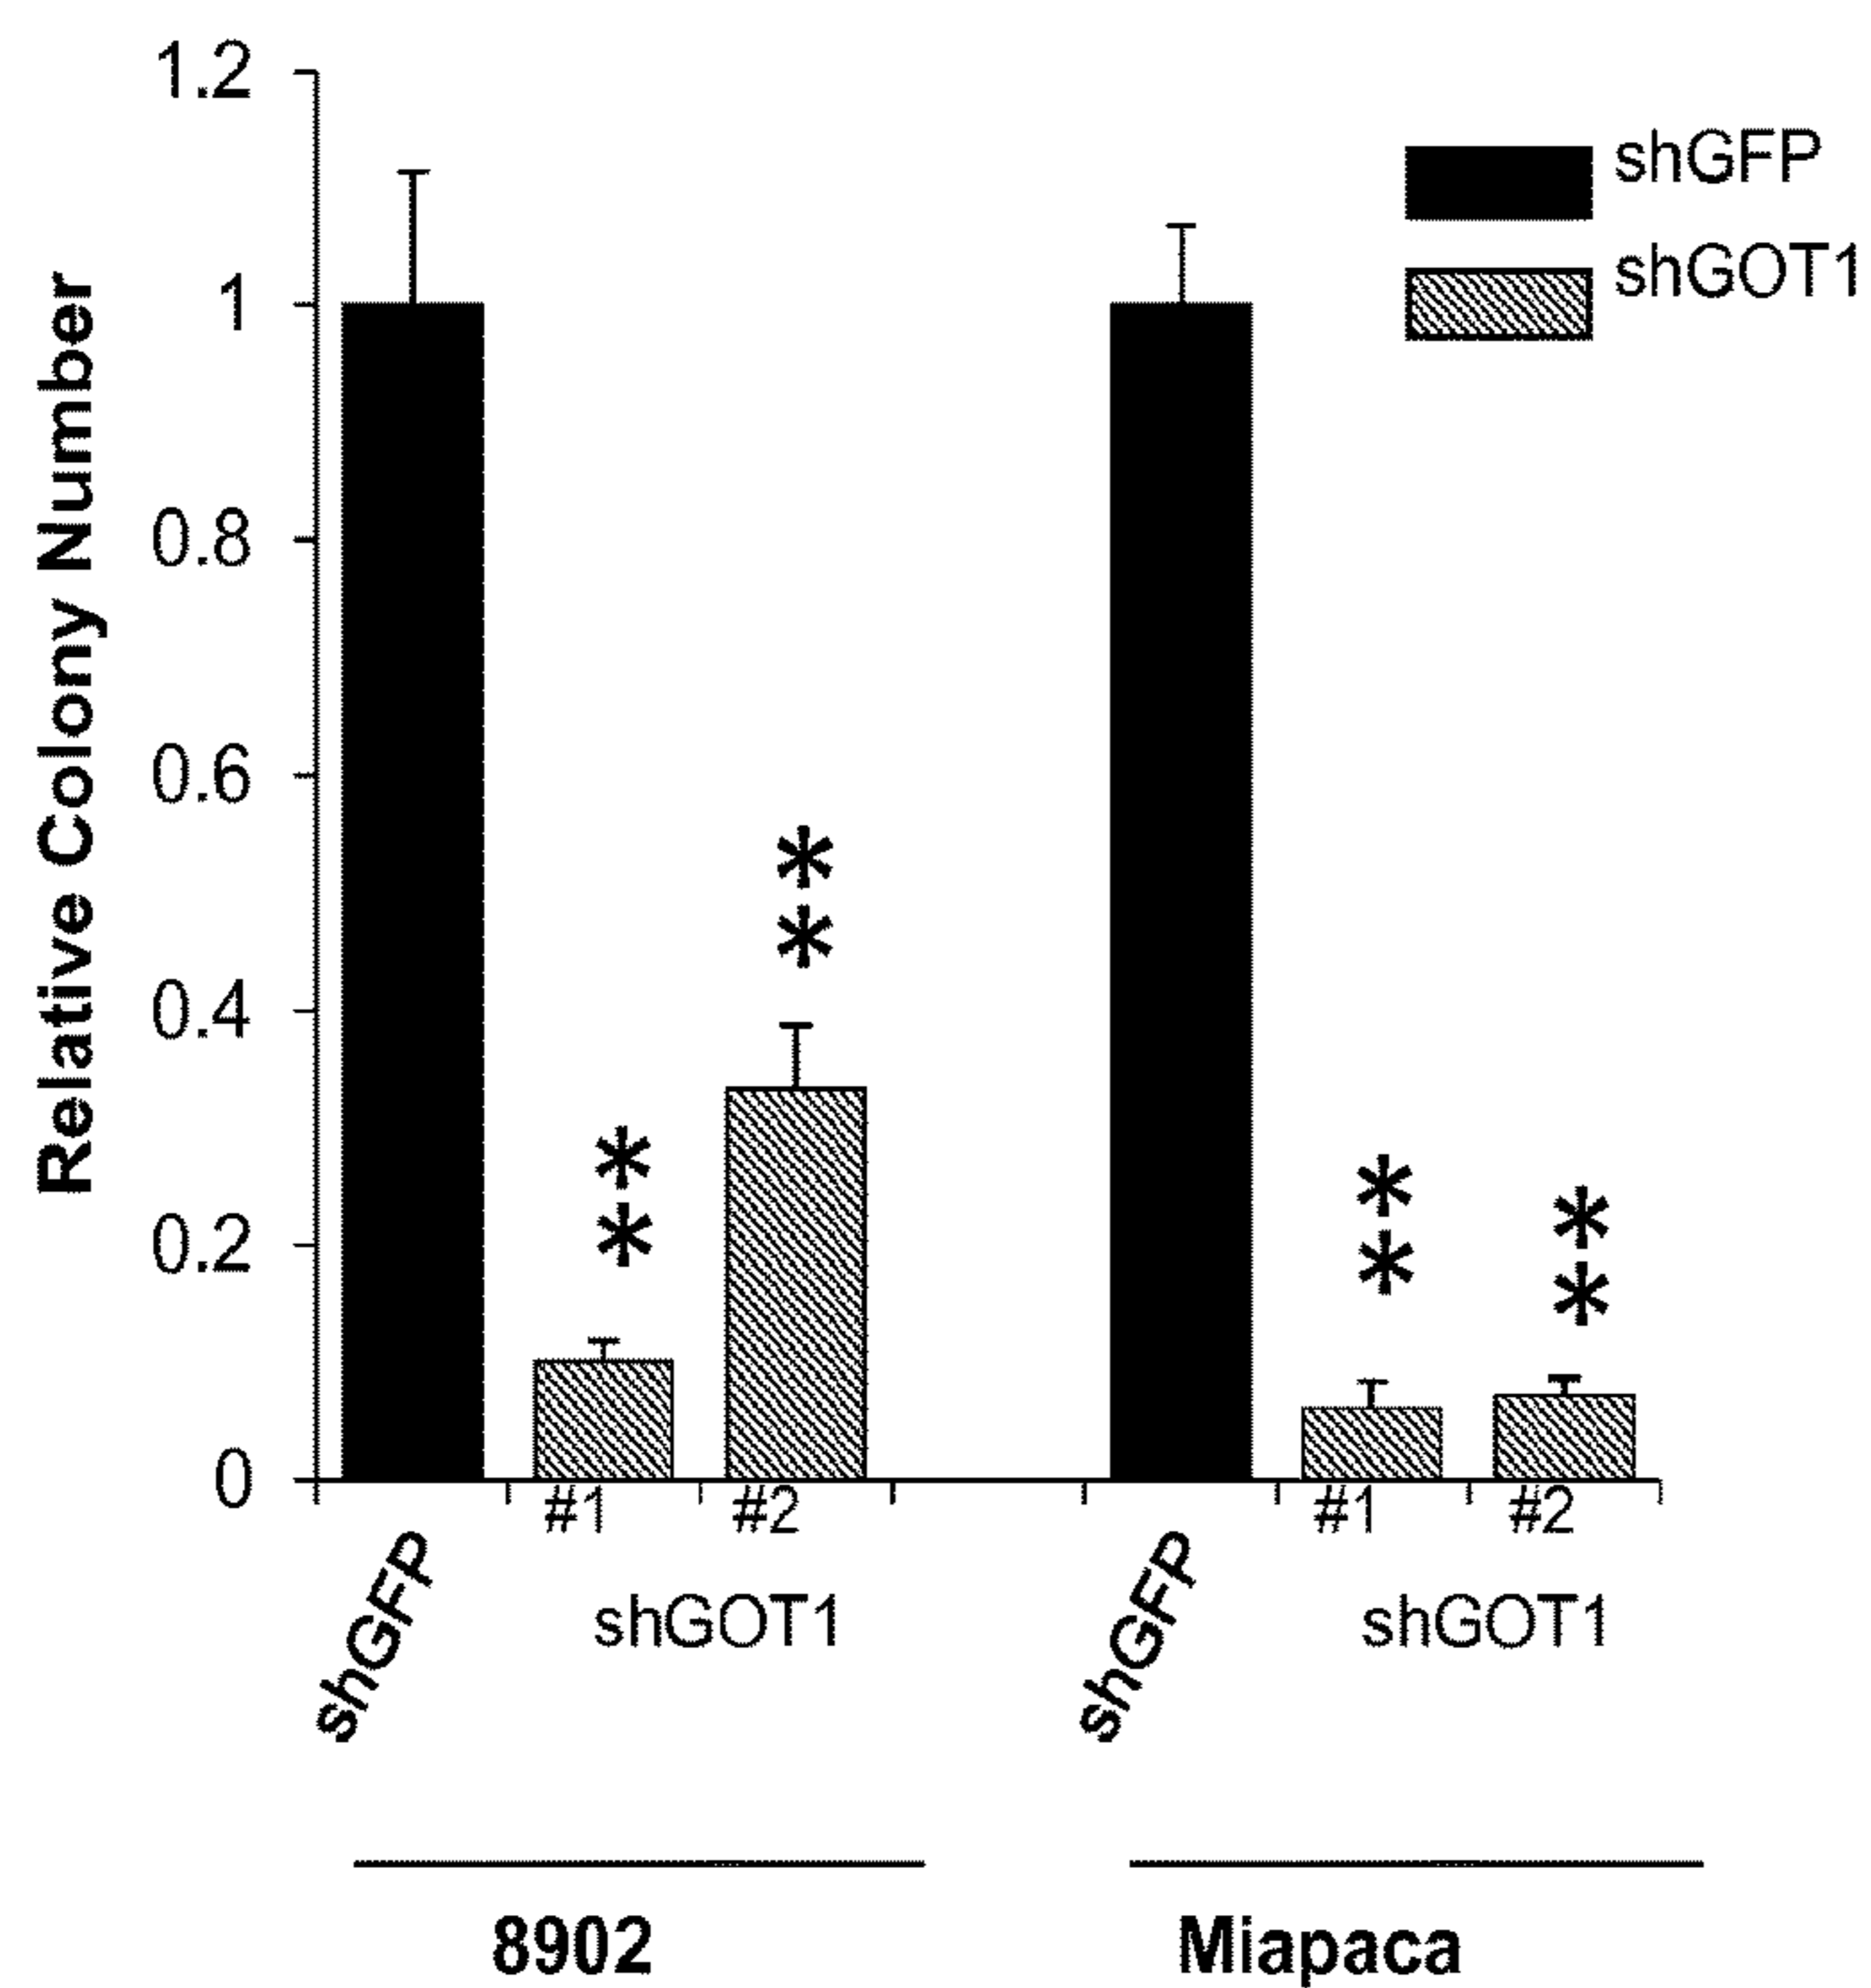 Relative Colony Number
1.2
1
0.8
0.6
0.4
0.2
0
shGFP
shGOT1
**
**
**
**
#1 #2 #1 #2
shGFP shGOT1 shGFP shGOT1
8902 Miapaca